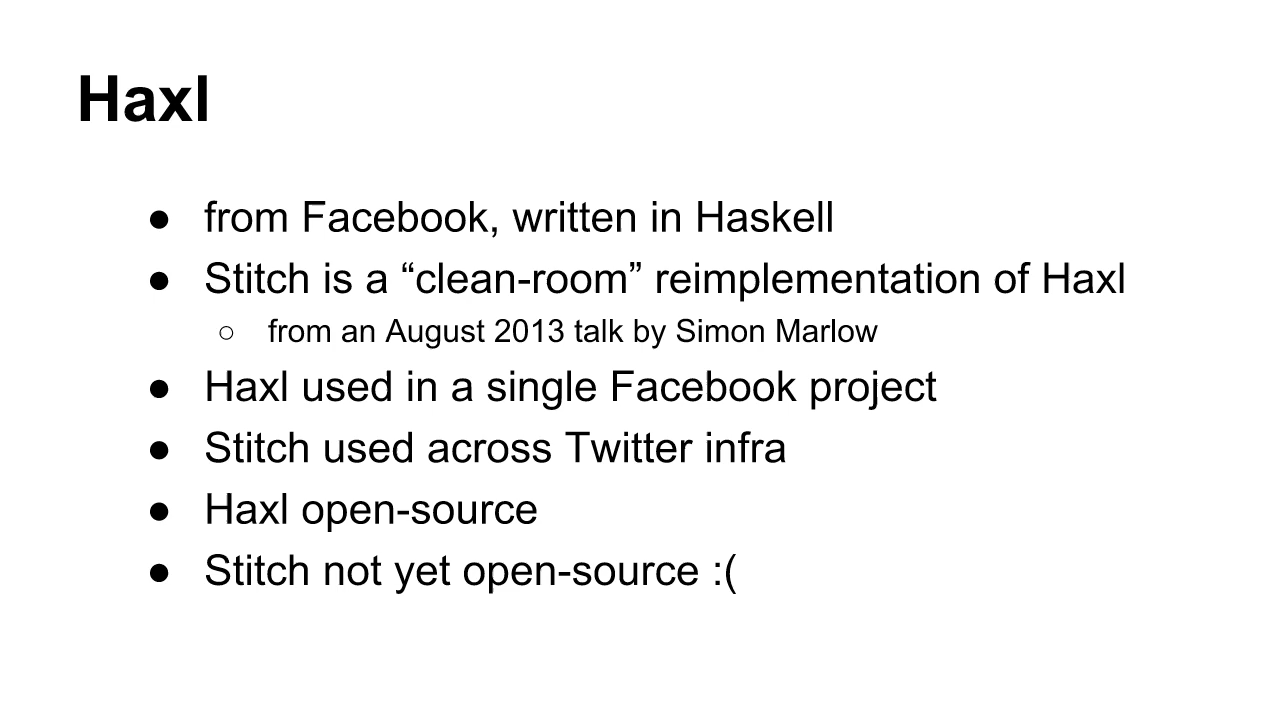 Haxl
● from Facebook, written in Haskell
● Stitch is a “clean-room” reimplementation of Haxl
○ from an August 2013 talk by Simon Marlow
● Haxl used in a single Facebook project
● Stitch used across Twitter infra
● Haxl open-source
● Stitch not yet open-source :(